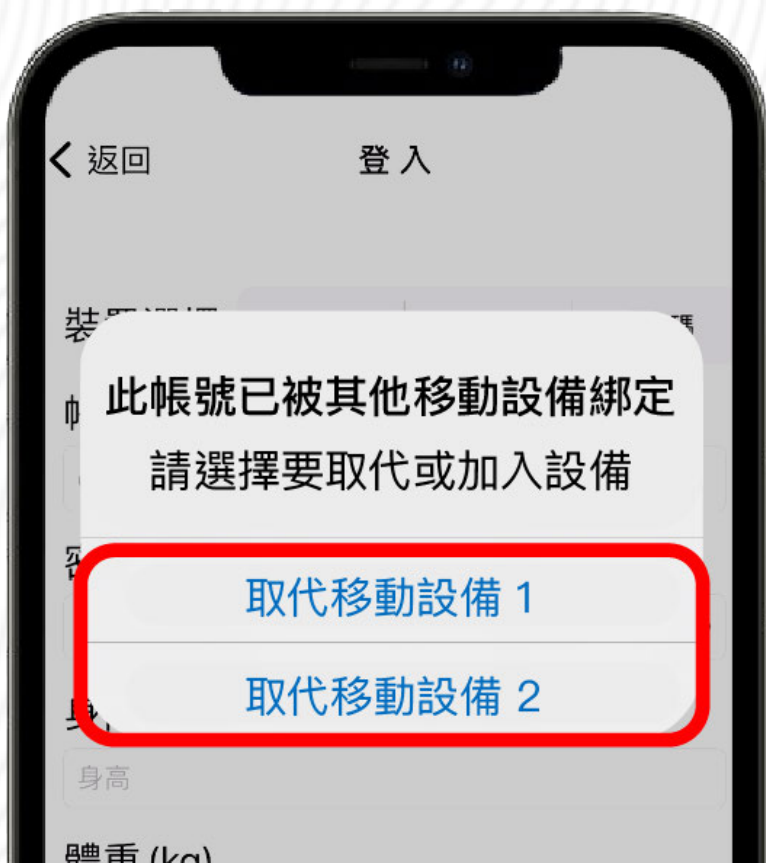 返回
登入
此帳號已被其他移動設備綁定
請選擇要取代或加入設備
取代移動設備 1
取代移動設備 2
身高
體重 (kg)